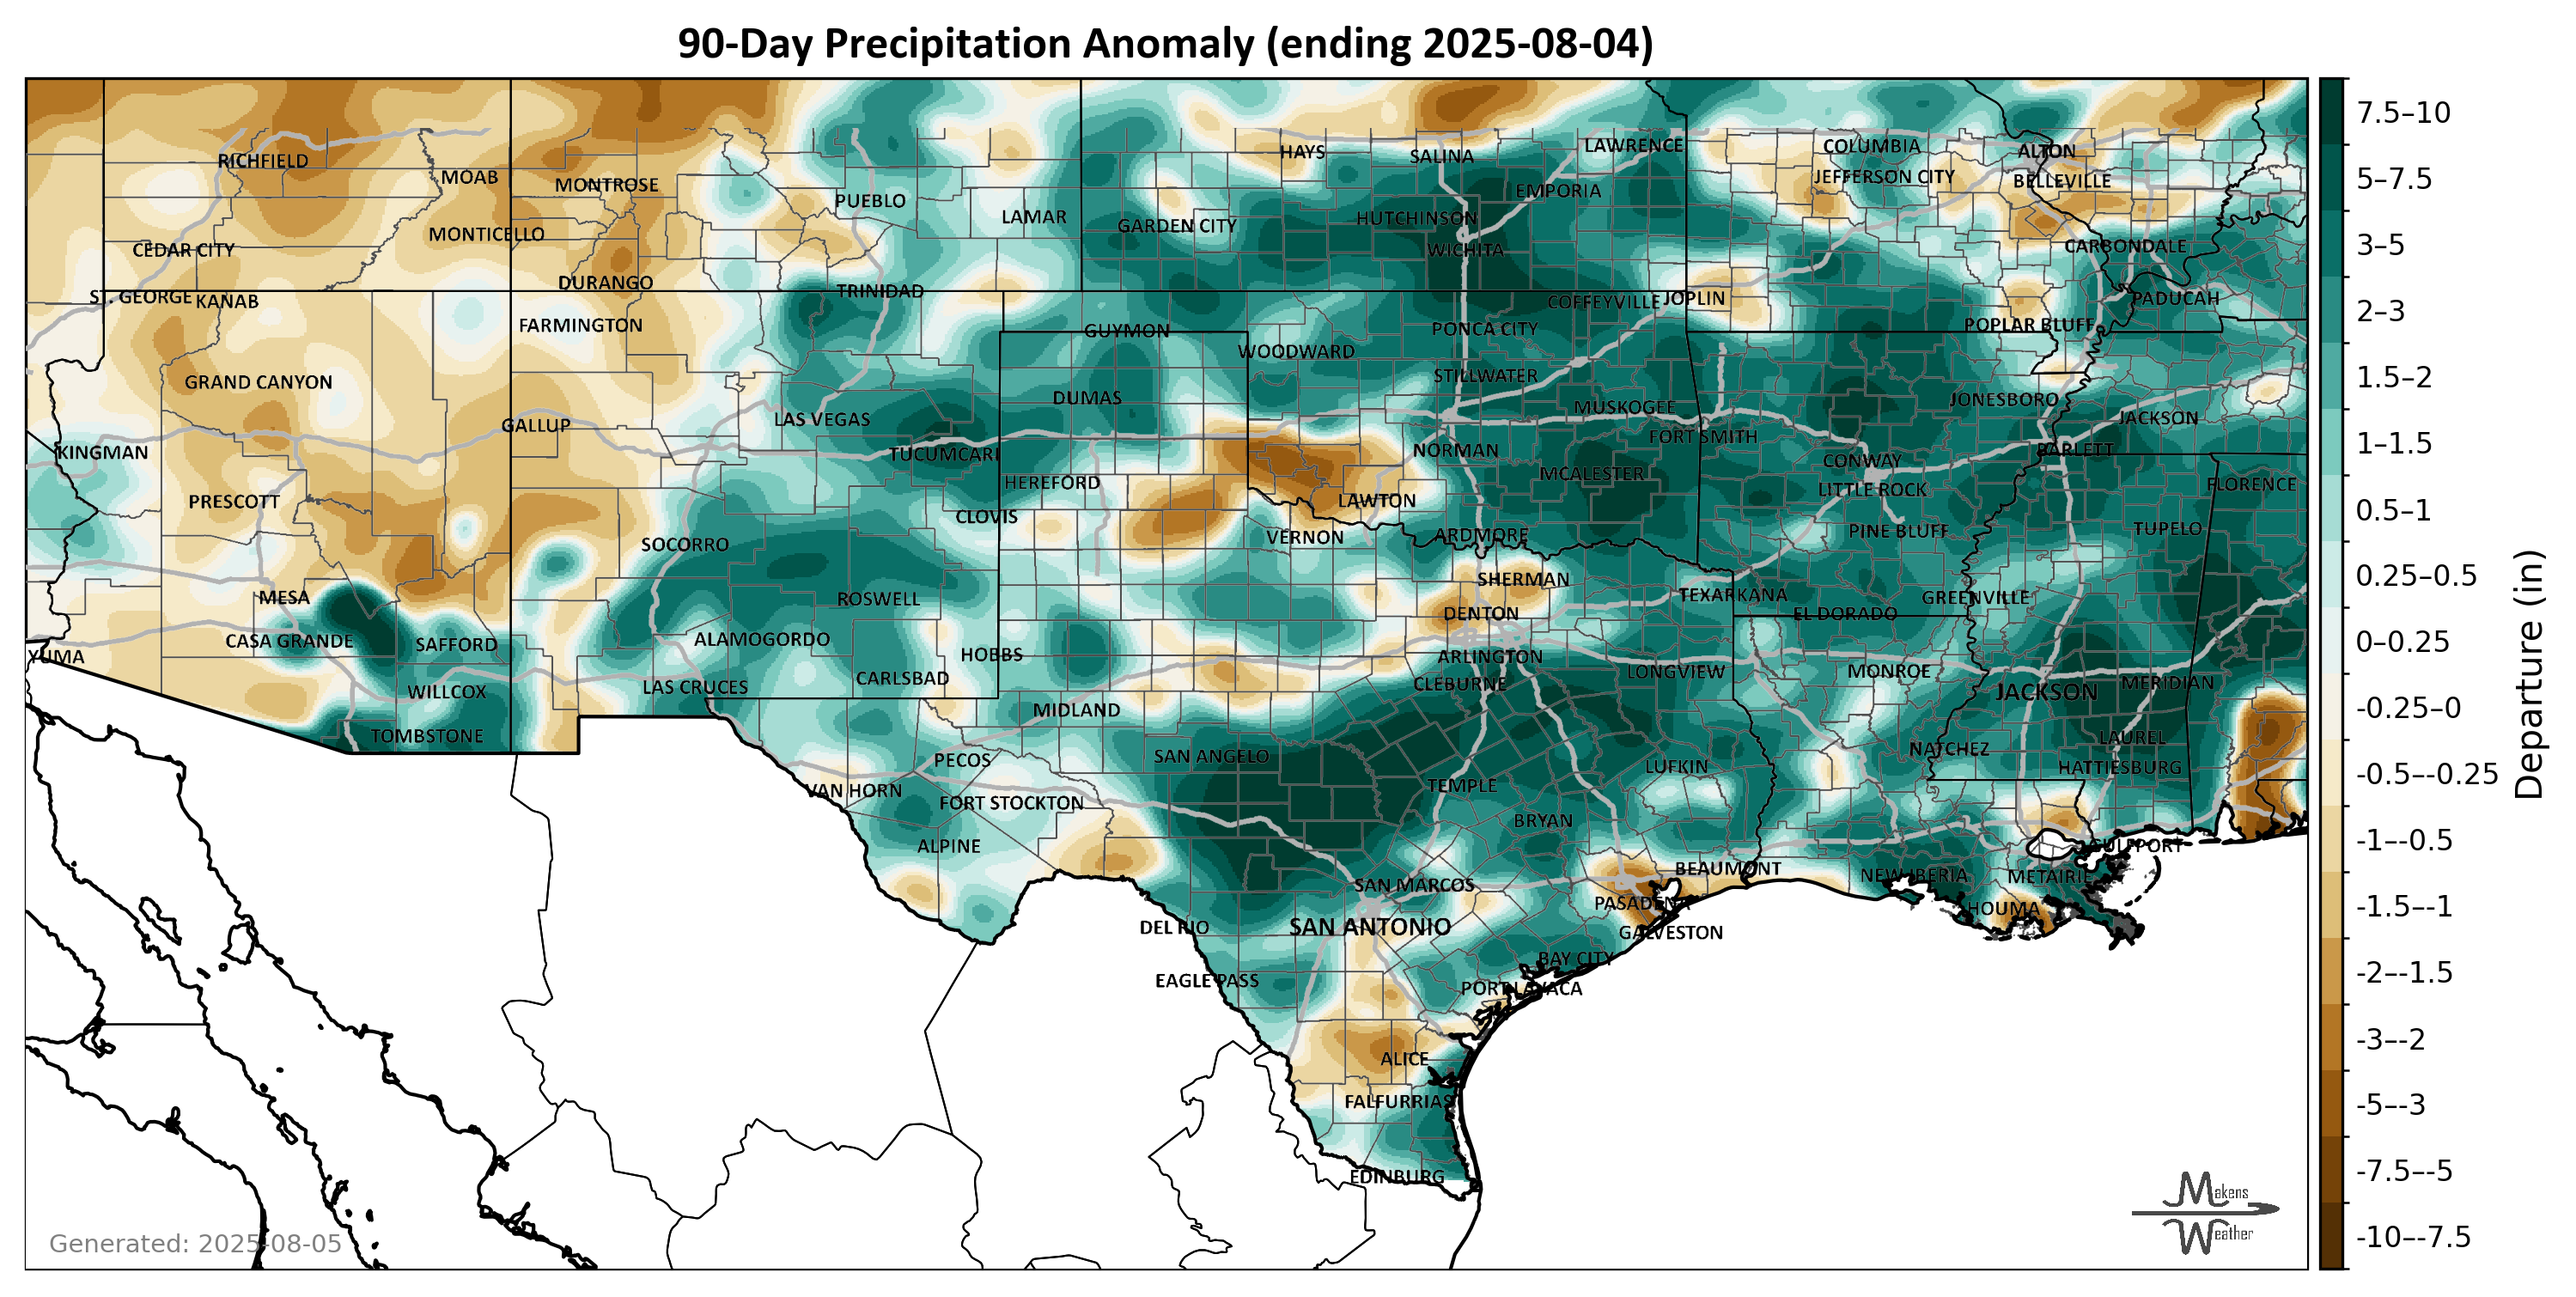 90-Day Precipitation Anomaly (ending 2025-08-04)
RICHFIELD
MOAB
MONTROSE
PUEBLO
LAMAR
HAYS
SALINA
LAWRENCE
COLUMBIA
ALTON
JEFFERSON CITY
BELLEVILLE
EMPORIA
HUTCHINSON
GARDEN CITY
WICHITA
MONTICELLO
CEDAR CITY
CARBONDALE
DURANGO
TRINIDAD
ST. GEORGE
KANAB
COFFEYVILLE
JOPLIN
PADUCAH
FARMINGTON
GUYMON
PONCA CITY
POPLAR BLUFF
WOODWARD
STILLWATER
GRAND CANYON
DUMAS
MUSKOGEE
JONESBORO
JACKSON
GALLUP
LAS VEGAS
FORT SMITH
KINGMAN
TUCUMCARI
NORMAN
BARLETT
CONWAY
MCALESTER
HEREFORD
LITTLE ROCK
FLORENCE
PRESCOTT
LAWTON
CLOVIS
PINE BLUFF
TUPELO
SOCORRO
VERNON
ARDMORE
SHERMAN
MESA
ROSWELL
DENTON
TEXARKANA
GREENVILLE
EL DORADO
CASA GRANDE
SAFFORD
ALAMOGORDO
YUMA
HOBBS
ARLINGTON
LONGVIEW
MONROE
CARLSBAD
CLEBURNE
MERIDIAN
WILLCOX
LAS CRUCES
JACKSON
MIDLAND
TOMBSTONE
LAUREL
NATCHEZ
PECOS
SAN ANGELO
LUFKIN
HATTIESBURG
VAN HORN
FORT STOCKTON
TEMPLE
BRYAN
ALPINE
GULFPORT
BEAUMONT
NEW IBERIA
METAIRIE
SAN MARCOS
PASADENA
HOUMA
DEL RIO
SAN ANTONIO
GALVESTON
BAY CITY
EAGLE PASS
PORT LAVACA
ALICE
FALFURRIAS
EDINBURG
Generated: 2025-08-05
Makens
Weather
7.5–10
5–7.5
3–5
2–3
1.5–2
1–1.5
0.5–1
0.25–0.5
0–0.25
-0.25–0
-0.5–-0.25
-1–-0.5
-1.5–-1
-2–-1.5
-3–-2
-5–-3
-7.5–-5
-10–-7.5
Departure (in)